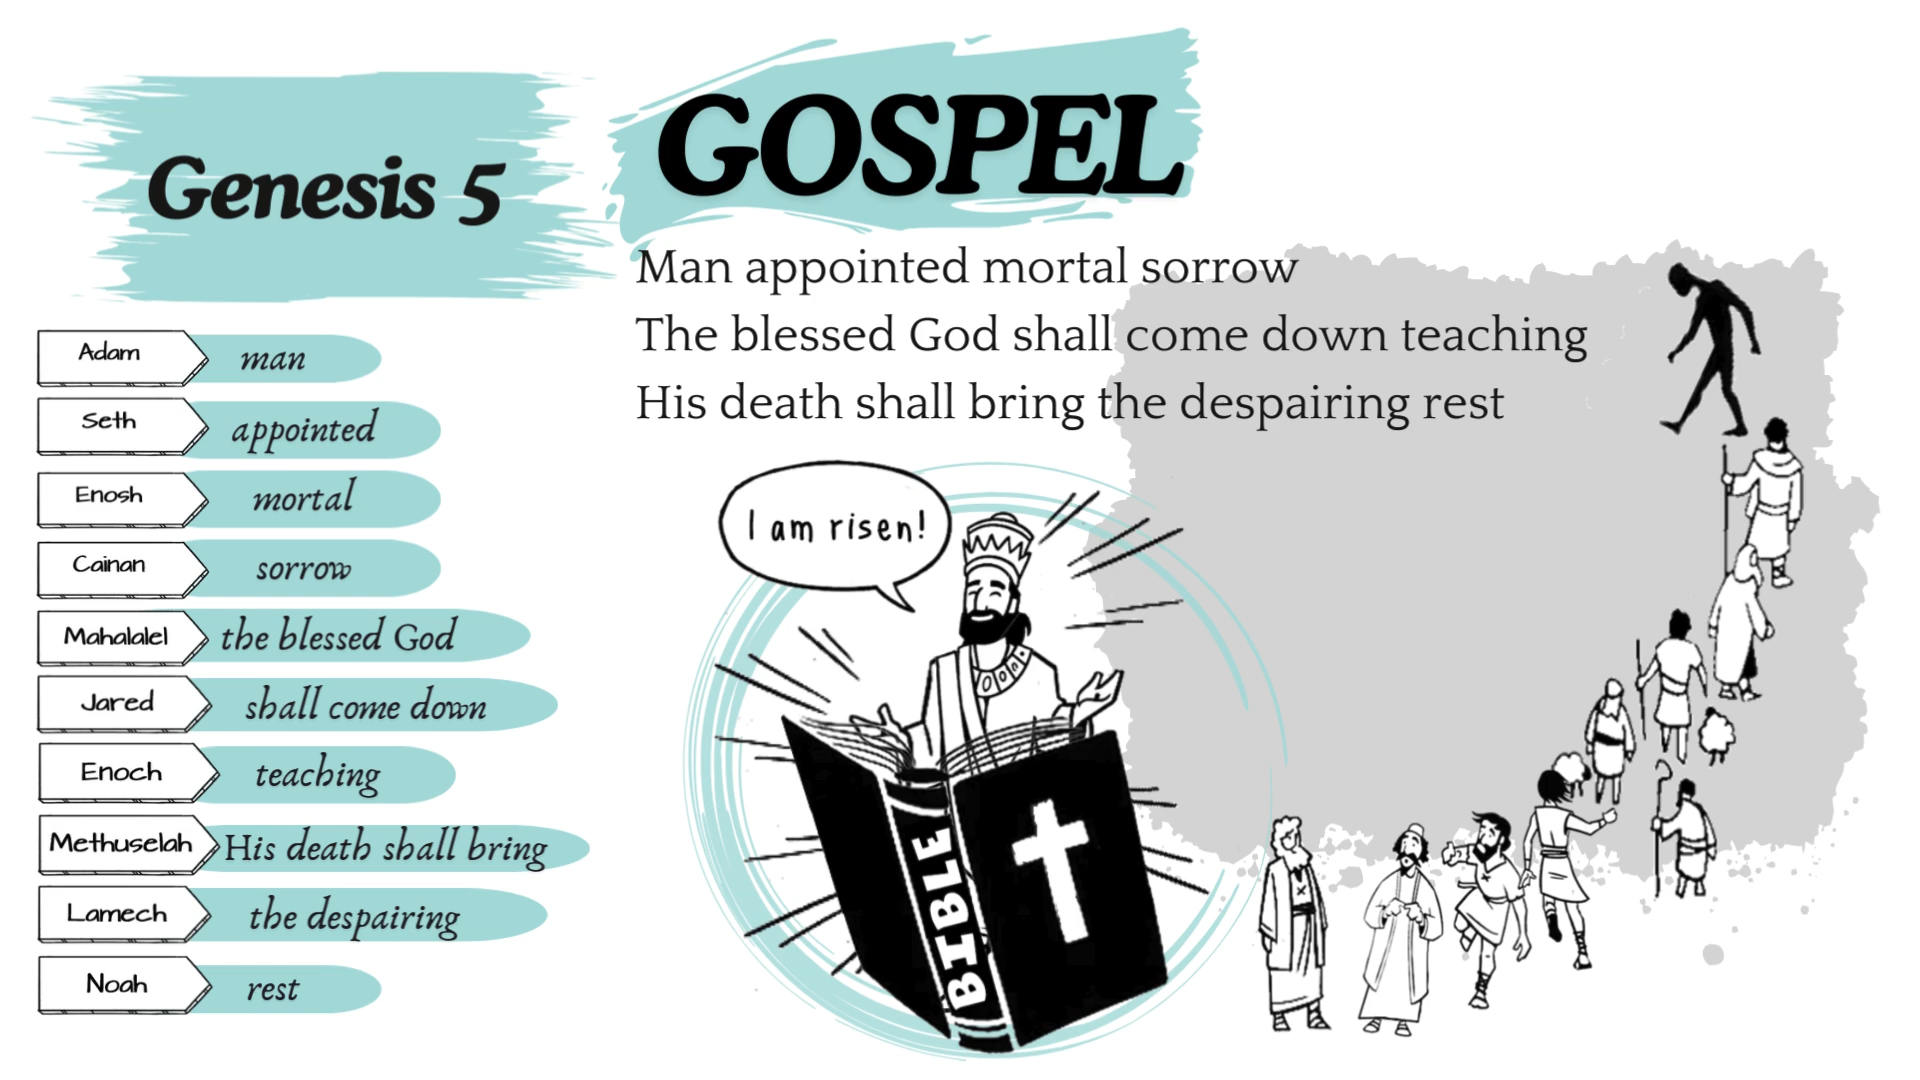 Genesis 5
Adam man
Seth appointed
Enosh mortal
Cainan sorrow
Mahalalel the blessed God
Jared shall come down
Enoch teaching
Methuselah His death shall bring
Lamech the despairing
Noah rest
GOSPEL
Man appointed mortal sorrow
The blessed God shall come down teaching
His death shall bring the despairing rest
I am risen!
BIBLE